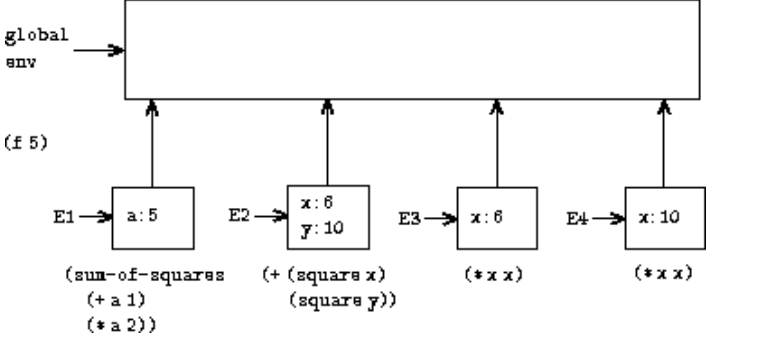 global
env
(f 5)
E1
a:5
E2
x:6
y:10
E3
x:6
E4
x:10
(sum-of-squares
(+ a 1)
(* a 2))
(+ (square x)
(square y))
(* x x)
(* x x)